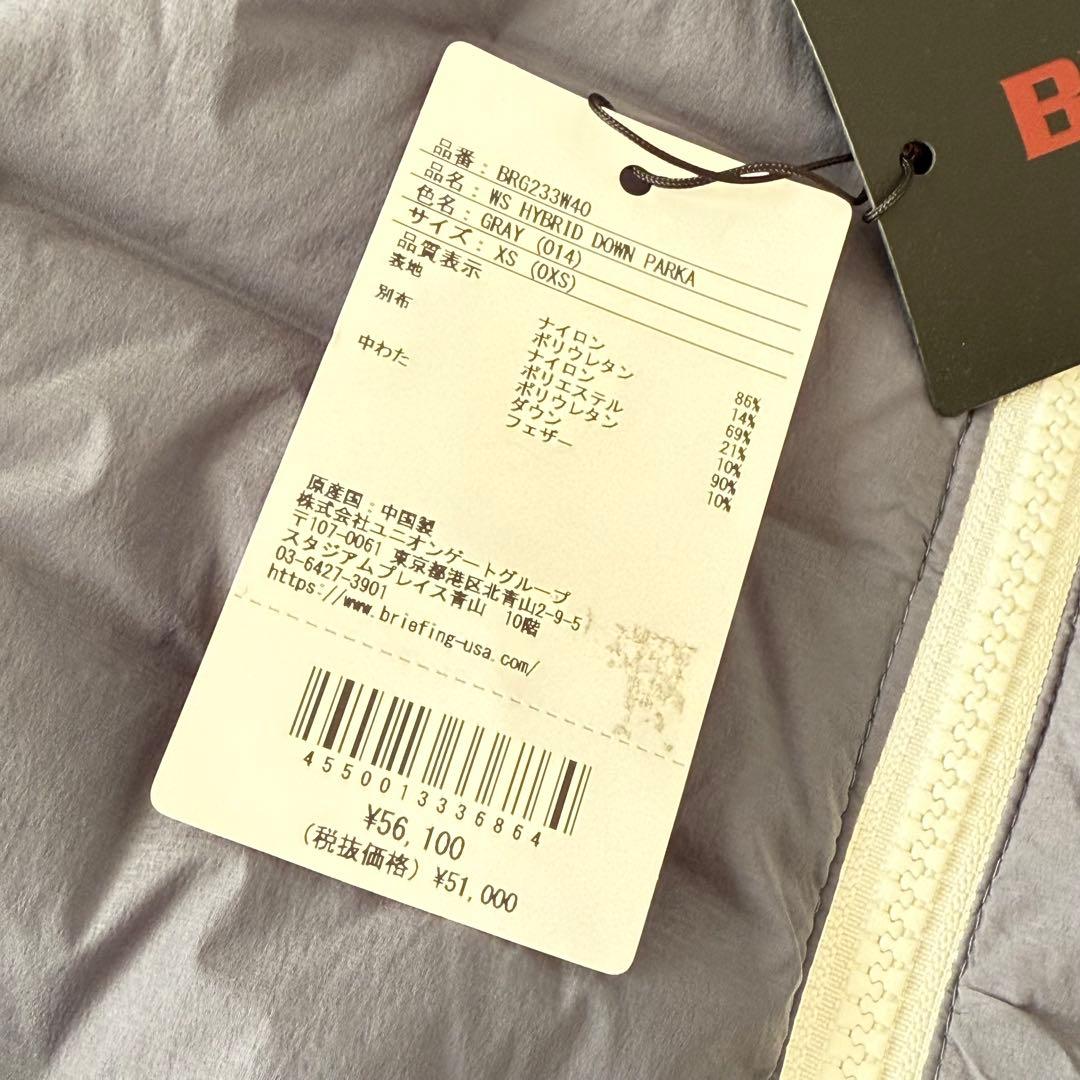 B
品番：BRG233W40
品名：WS HYBRID DOWN PARKA
色名：GRAY (014)
サイズ：XS (0XS)
品質表示
表地 ナイロン 86%
ポリウレタン 14%
別布 ナイロン 69%
ポリエステル 21%
ポリウレタン 10%
中わた ダウン 90%
フェザー 10%
原産国：中国製
株式会社ユニオンゲートグループ
〒107-0061 東京都港区北青山2-9-5
スタジアムプレイス青山 10階
03-6427-3901
https://www.briefing-usa.com/
4550013336864
¥56,100
(税抜価格) ¥51,000